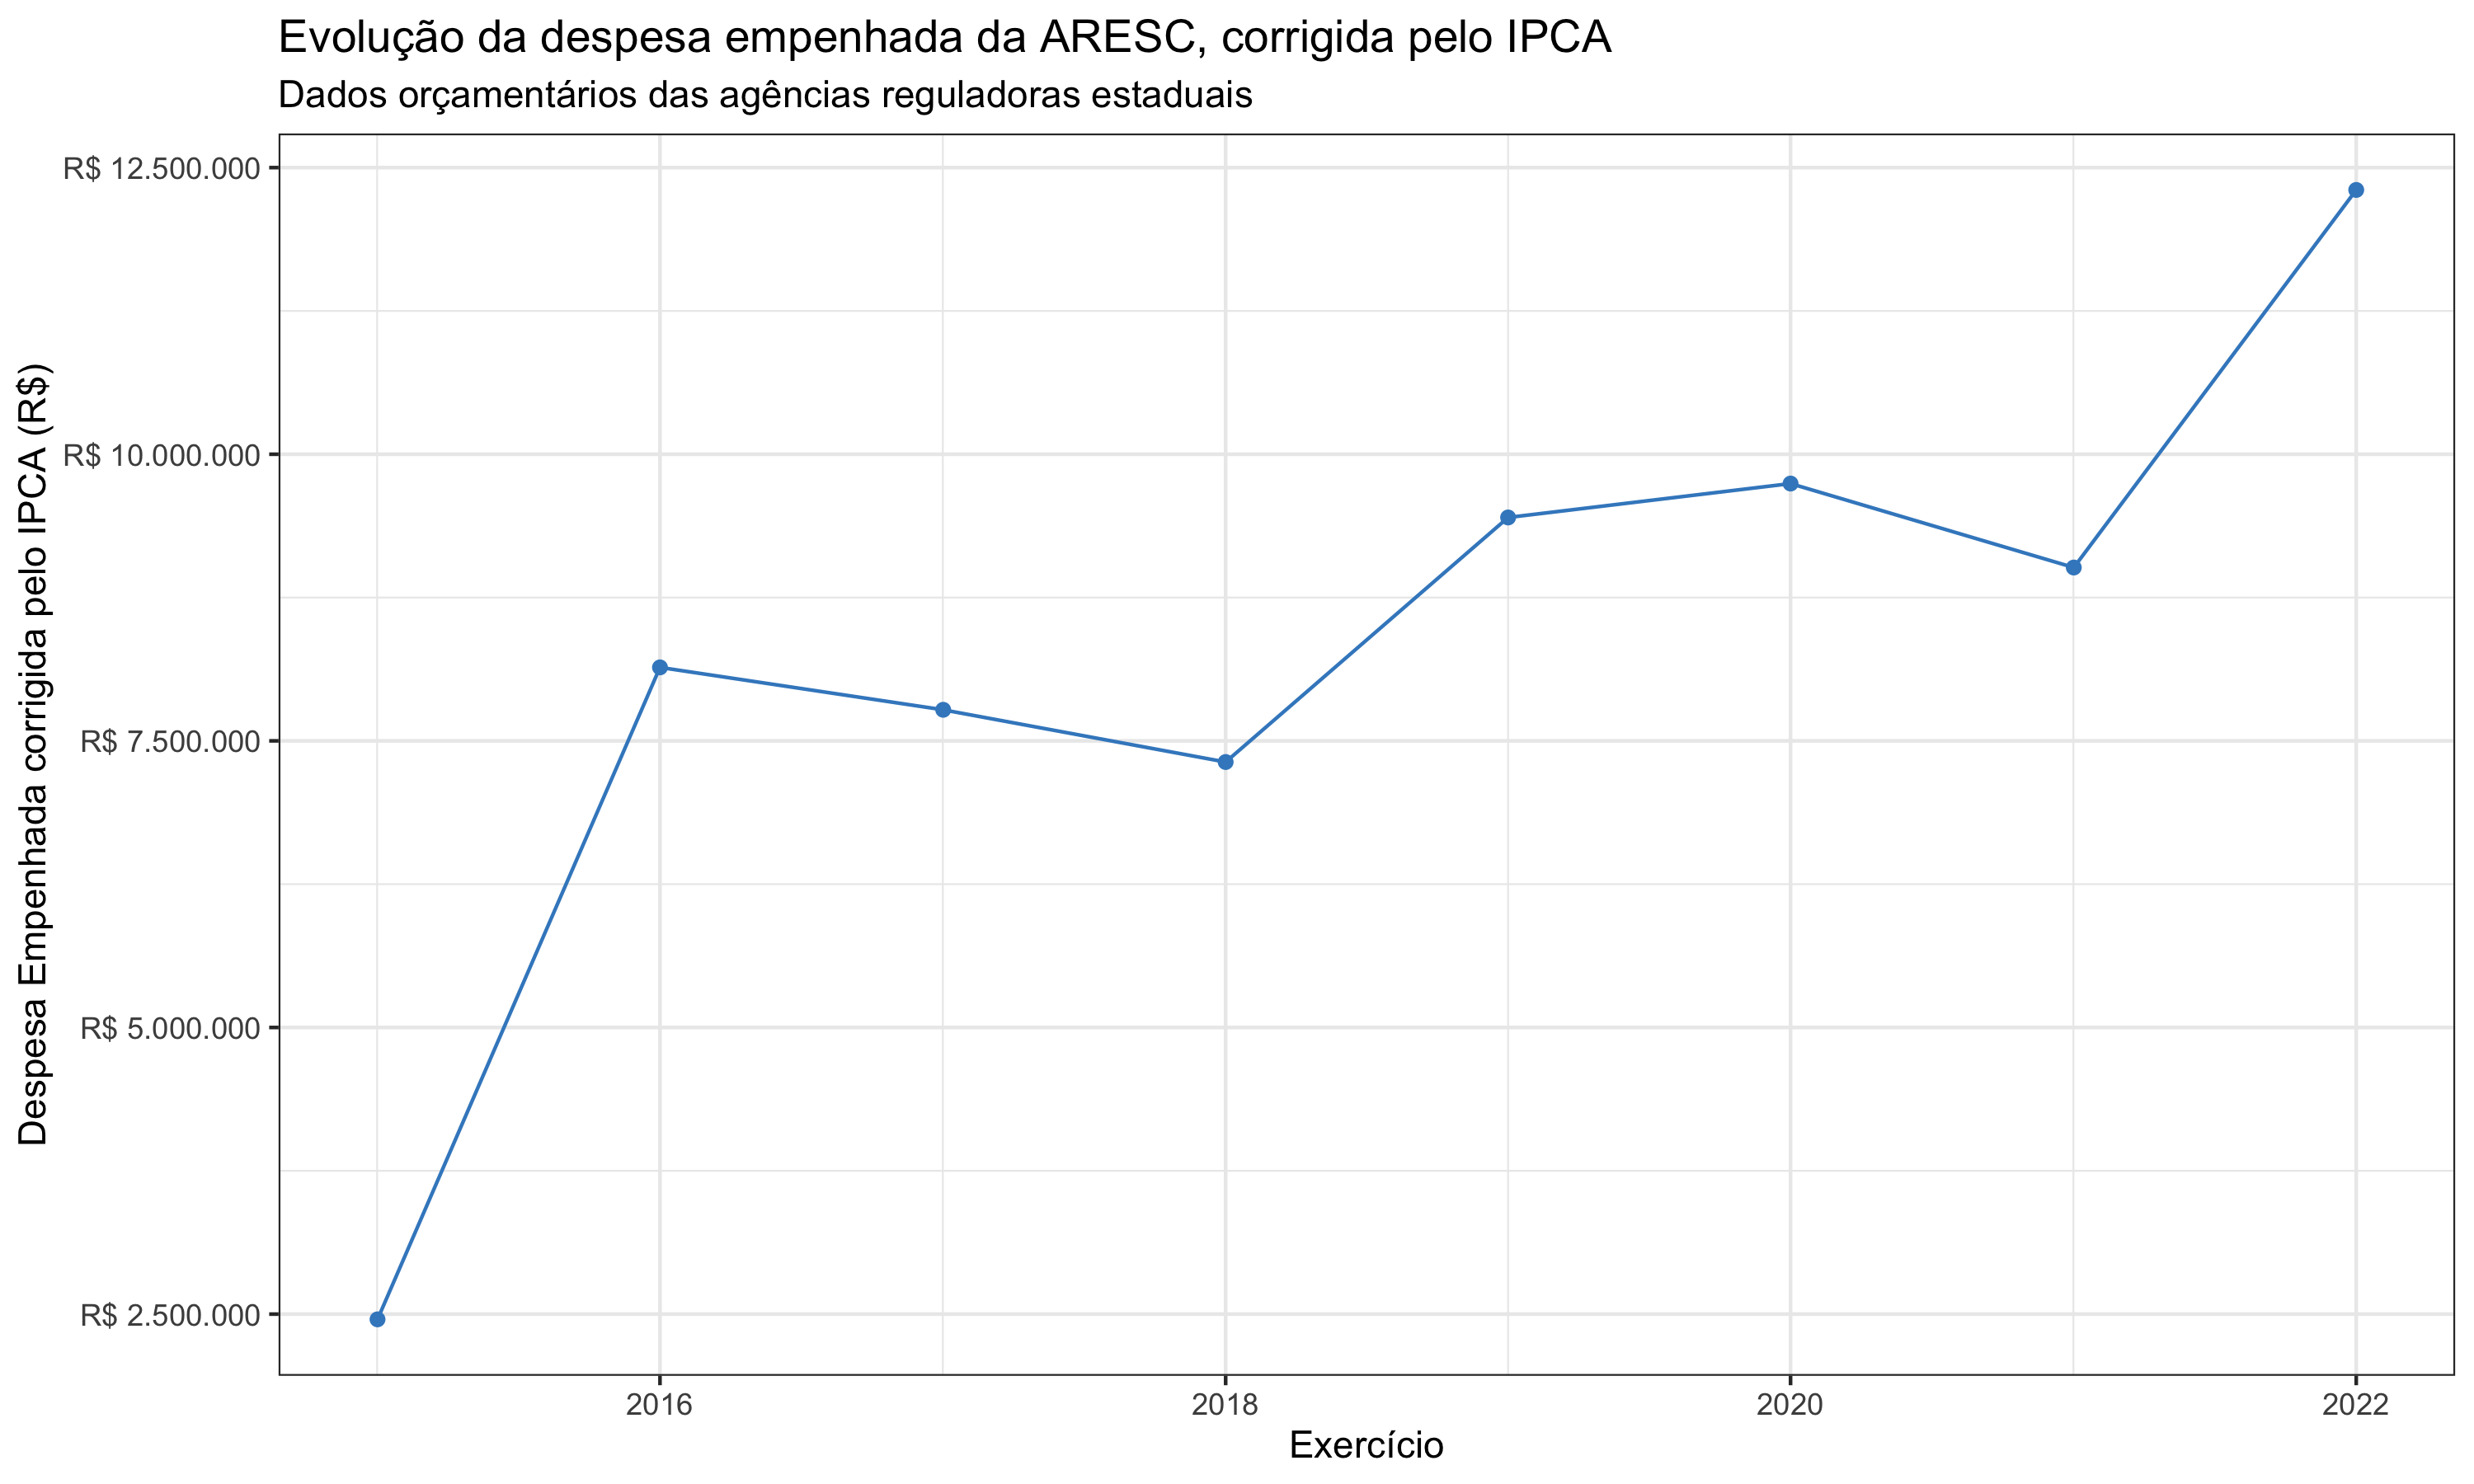 Evolução da despesa empenhada da ARESC, corrigida pelo IPCA
Dados orçamentários das agências reguladoras estaduais
Despesa Empenhada corrigida pelo IPCA (R$)
R$ 12.500.000
R$ 10.000.000
R$ 7.500.000
R$ 5.000.000
R$ 2.500.000
2016
2018
2020
2022
Exercício